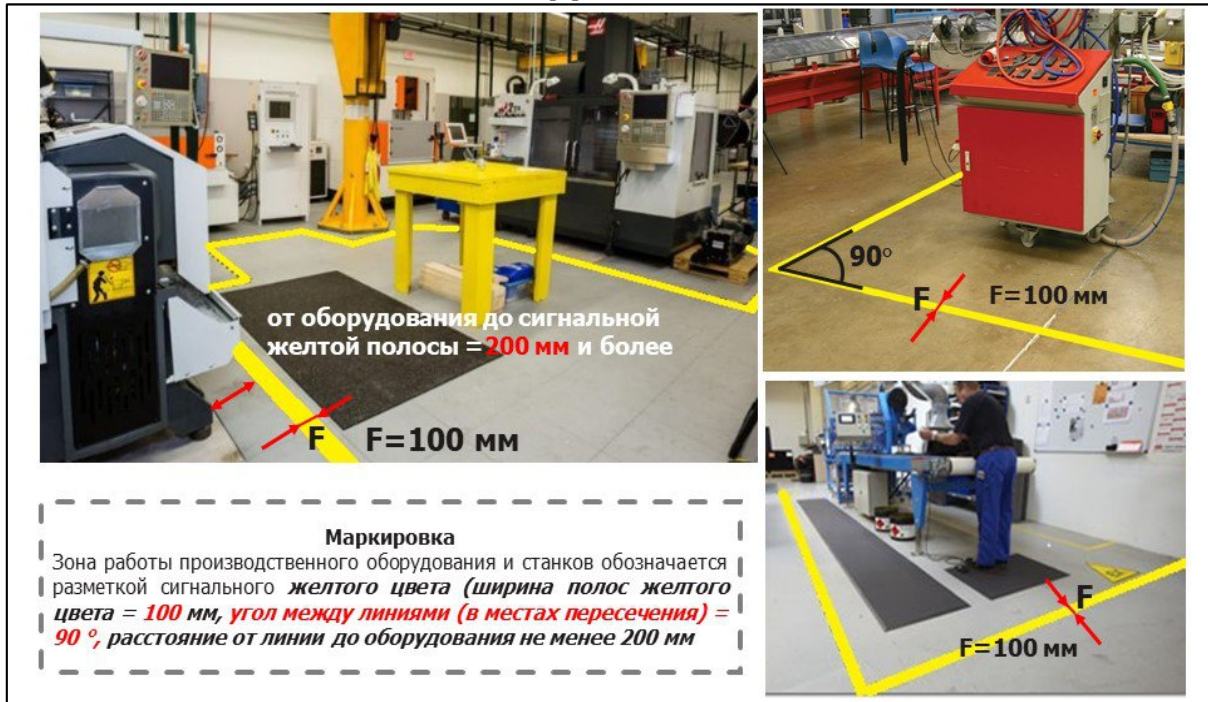 от оборудования до сигнальной
желтой полосы =200 мм и более
F F=100 мм
90°
F F=100 мм
F
F=100 мм
Маркировка
Зона работы производственного оборудования и станков обозначается
разметкой сигнального желтого цвета (ширина полос желтого
цвета = 100 мм, угол между линиями (в местах пересечения) =
90 °, расстояние от линии до оборудования не менее 200 мм